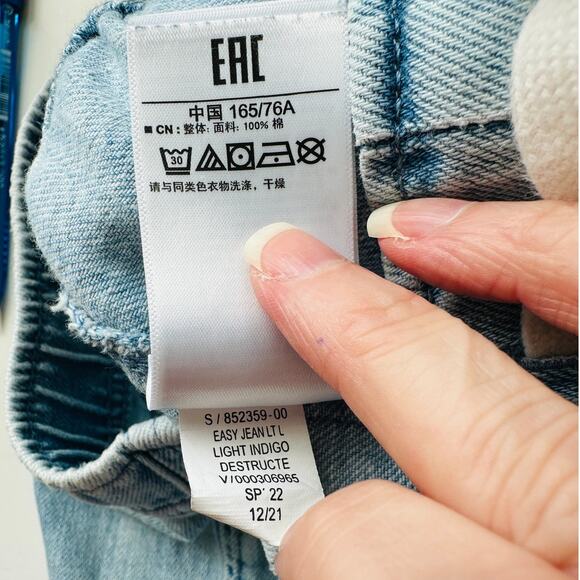 EAC
中国 165/76A
■ CN: 整体: 面料: 100% 棉
30
请与同类色衣物洗涤, 干燥
S / 852359-00
EASY JEAN LT L
LIGHT INDIGO
DESTRUCTE
V/000306965
SP' 22
12/21